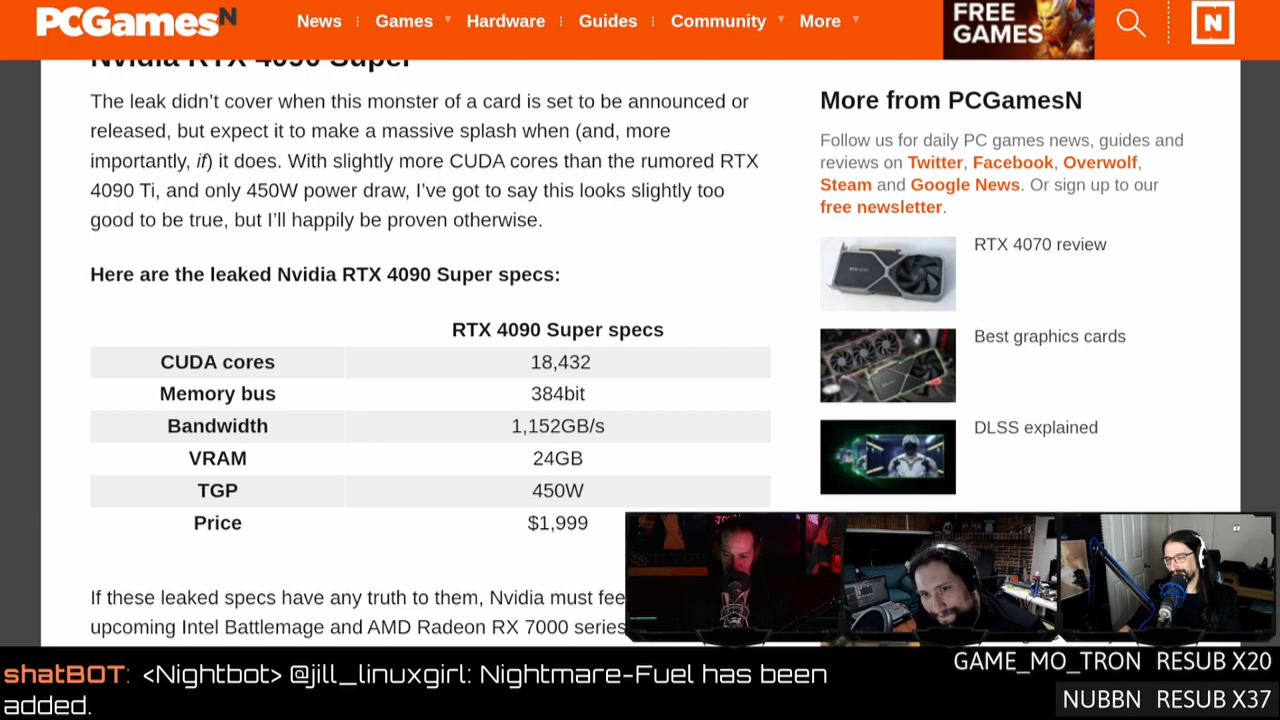 PCGamesN
News
Games
Hardware
Guides
Community
More
FREE
GAMES
N
Nvidia RTX 4090 Super
The leak didn’t cover when this monster of a card is set to be announced or
released, but expect it to make a massive splash when (and, more
importantly, if) it does. With slightly more CUDA cores than the rumored RTX
4090 Ti, and only 450W power draw, I’ve got to say this looks slightly too
good to be true, but I’ll happily be proven otherwise.
Here are the leaked Nvidia RTX 4090 Super specs:
RTX 4090 Super specs
CUDA cores 18,432
Memory bus 384bit
Bandwidth 1,152GB/s
VRAM 24GB
TGP 450W
Price $1,999
If these leaked specs have any truth to them, Nvidia must fee
upcoming Intel Battlemage and AMD Radeon RX 7000 series
More from PCGamesN
Follow us for daily PC games news, guides and
reviews on Twitter, Facebook, Overwolf,
Steam and Google News. Or sign up to our
free newsletter.
RTX 4070 review
Best graphics cards
DLSS explained
shatBOT: <Nightbot> @jill_linuxgirl: Nightmare-Fuel has been
added.
GAME_MO_TRON RESUB X20
NUBBN RESUB X37